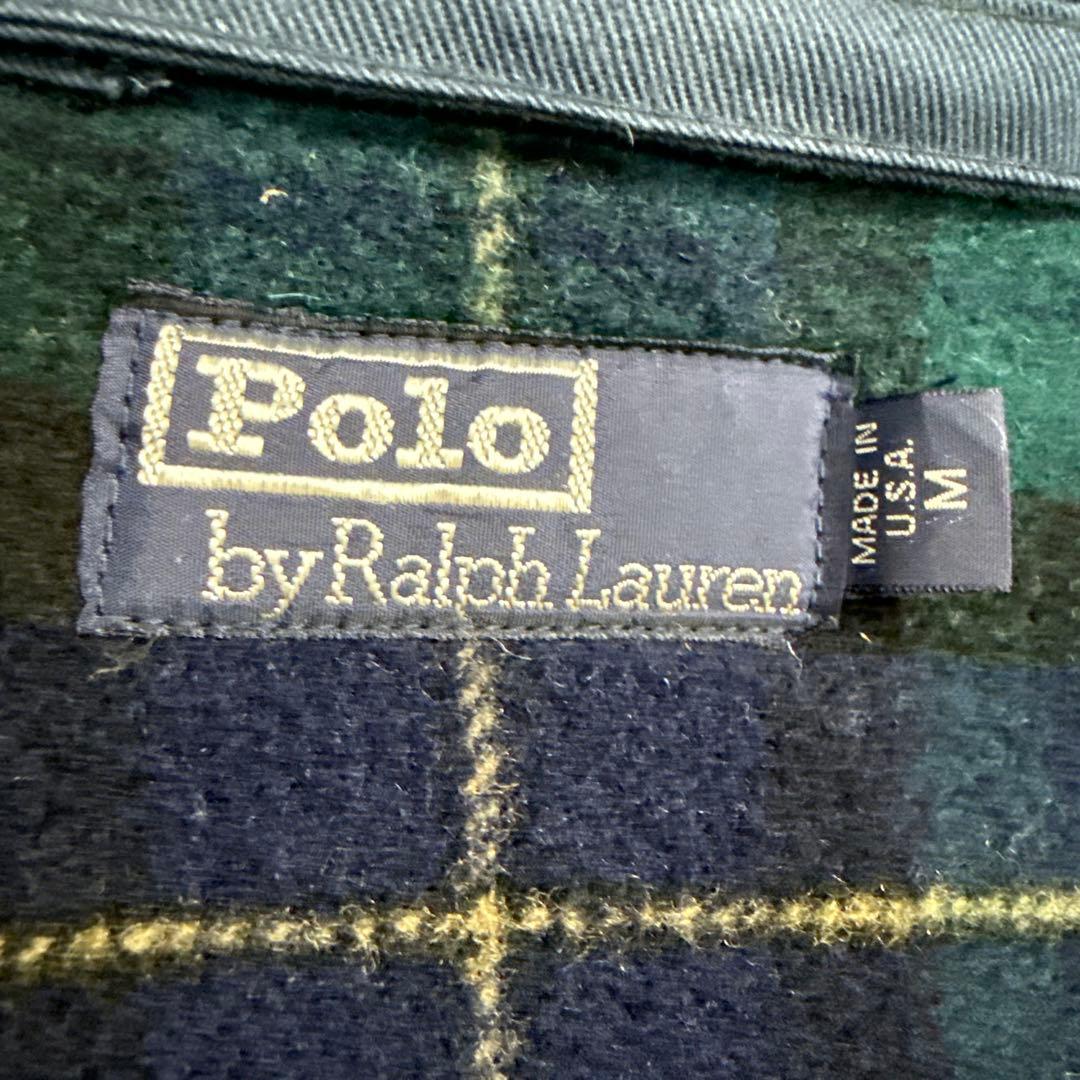 Polo
by Ralph Lauren
MADE IN
U.S.A.
M